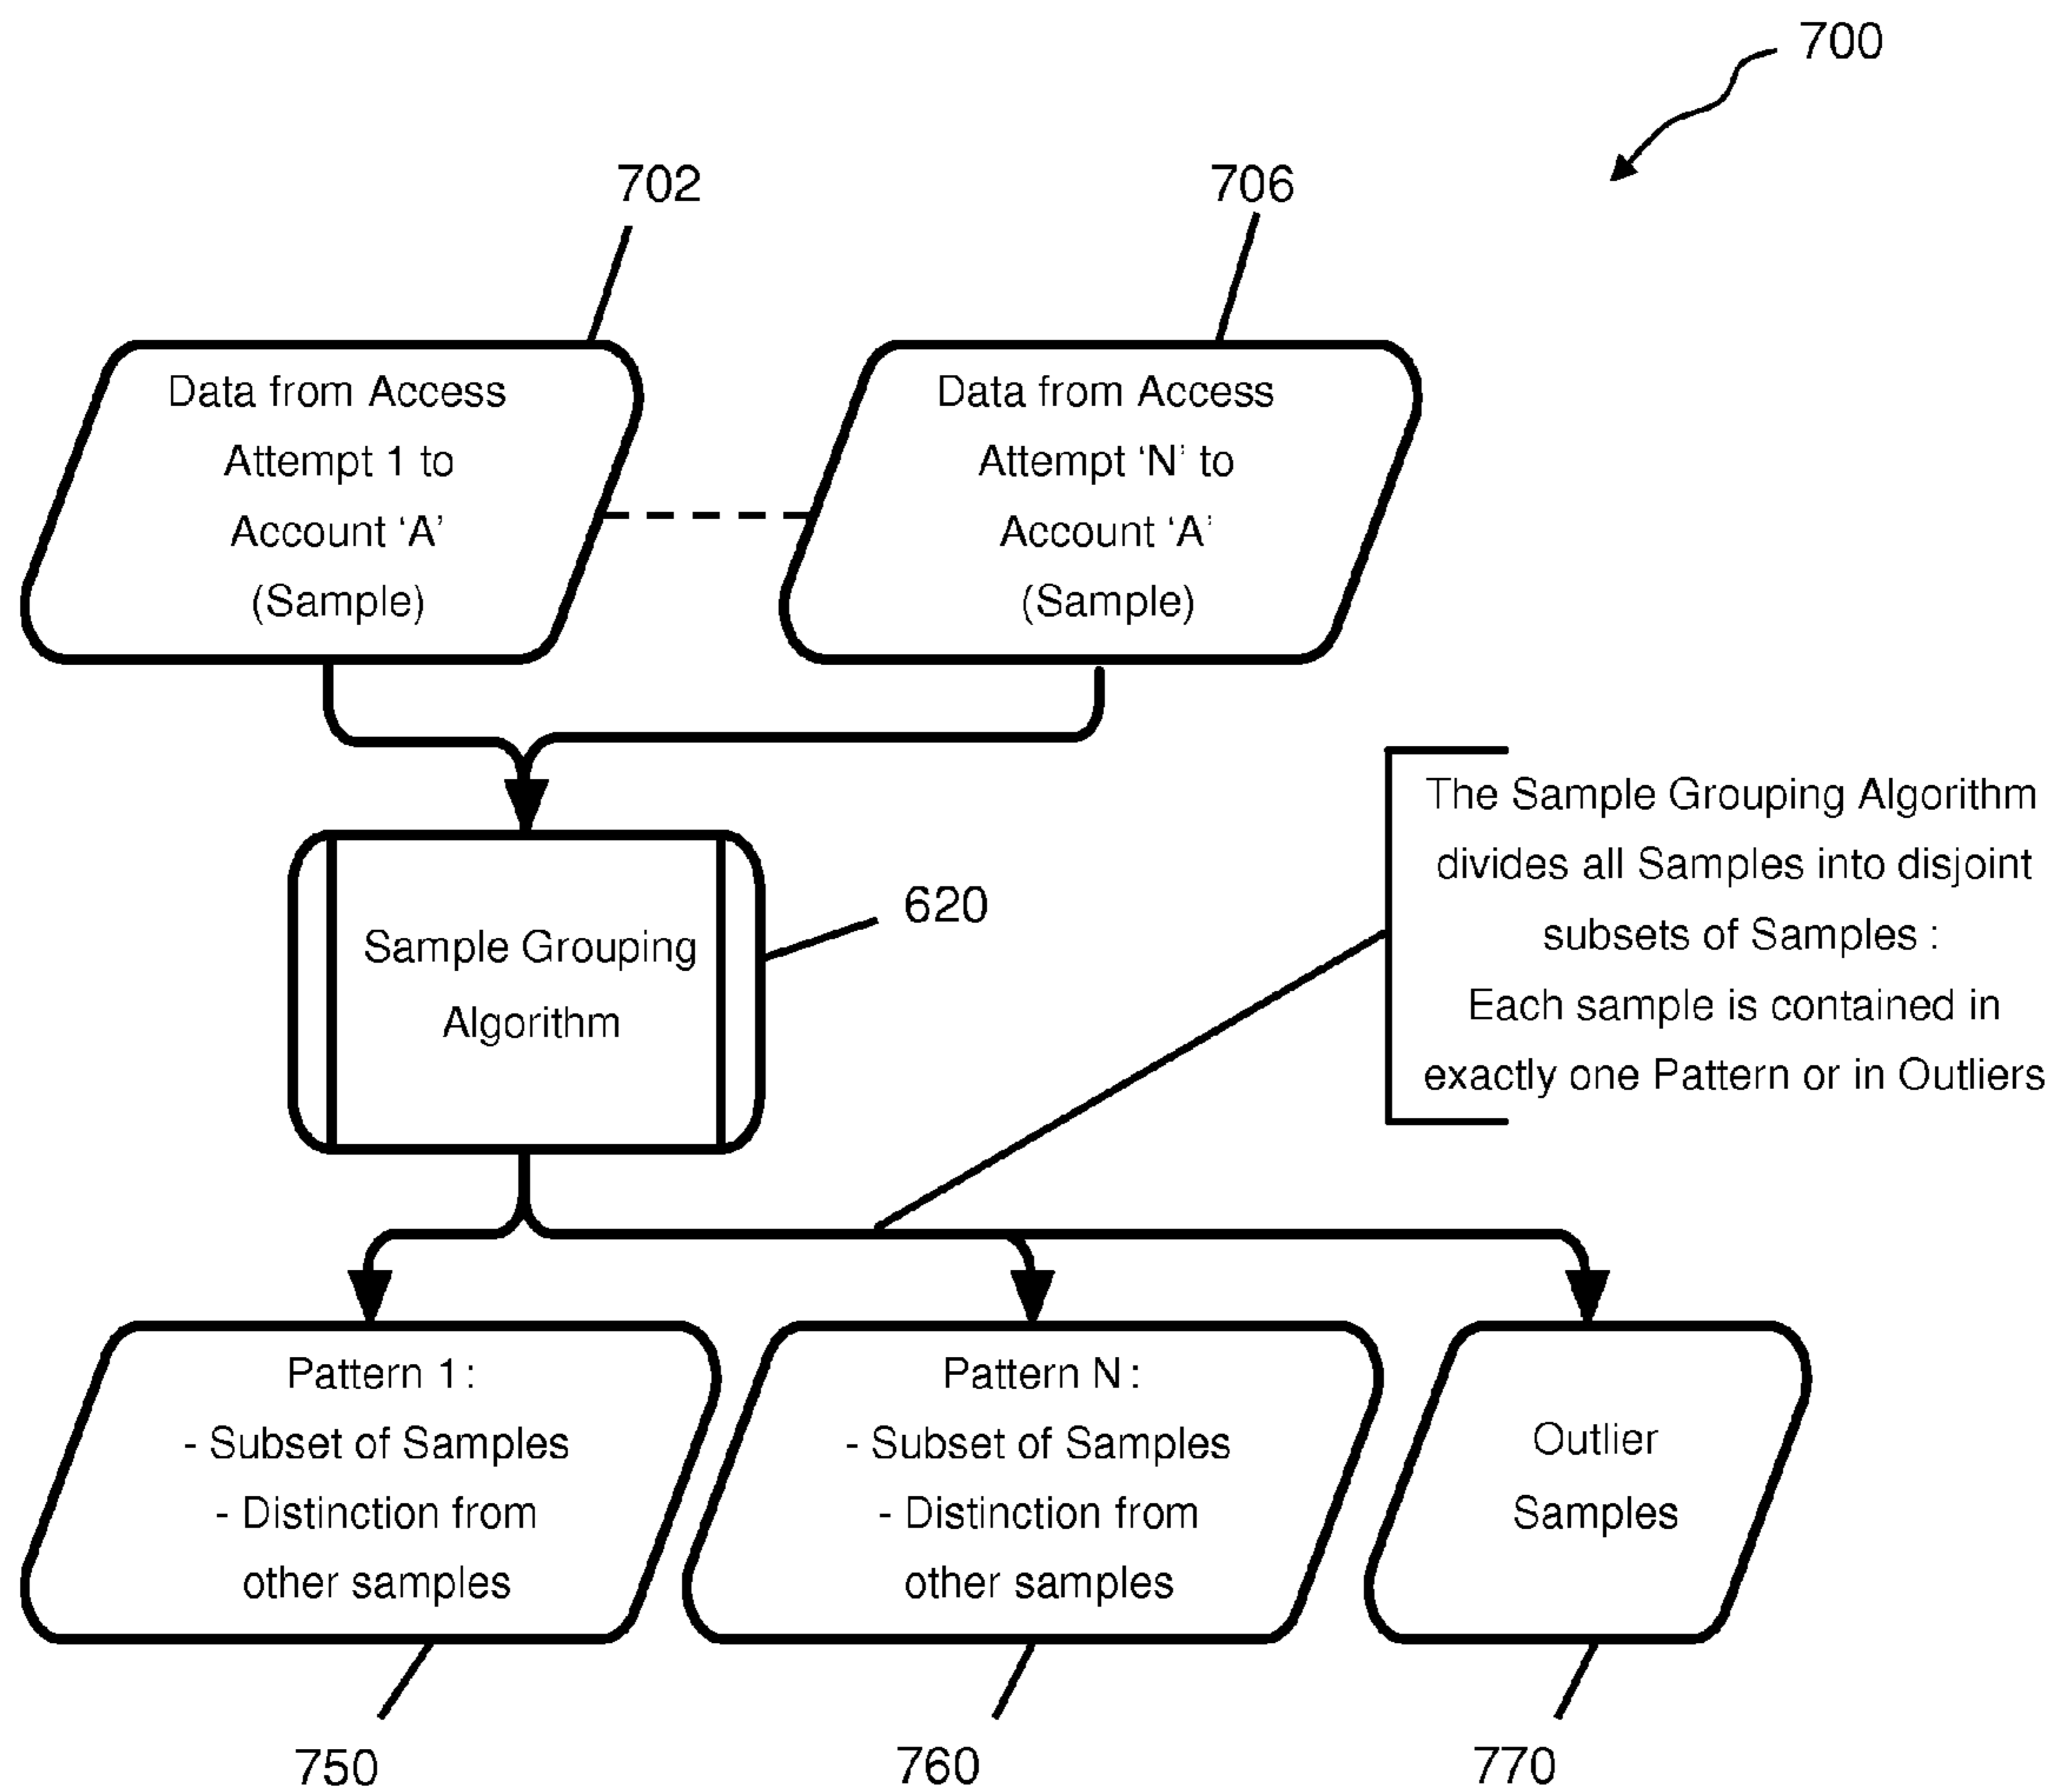 700
702
706
Data from Access
Attempt 1 to
Account ‘A’
(Sample)
Data from Access
Attempt ‘N’ to
Account ‘A’
(Sample)
The Sample Grouping Algorithm
divides all Samples into disjoint
subsets of Samples :
Each sample is contained in
exactly one Pattern or in Outliers
620
Sample Grouping
Algorithm
Pattern 1 :
- Subset of Samples
- Distinction from
other samples
Pattern N :
- Subset of Samples
- Distinction from
other samples
Outlier
Samples
750
760
770